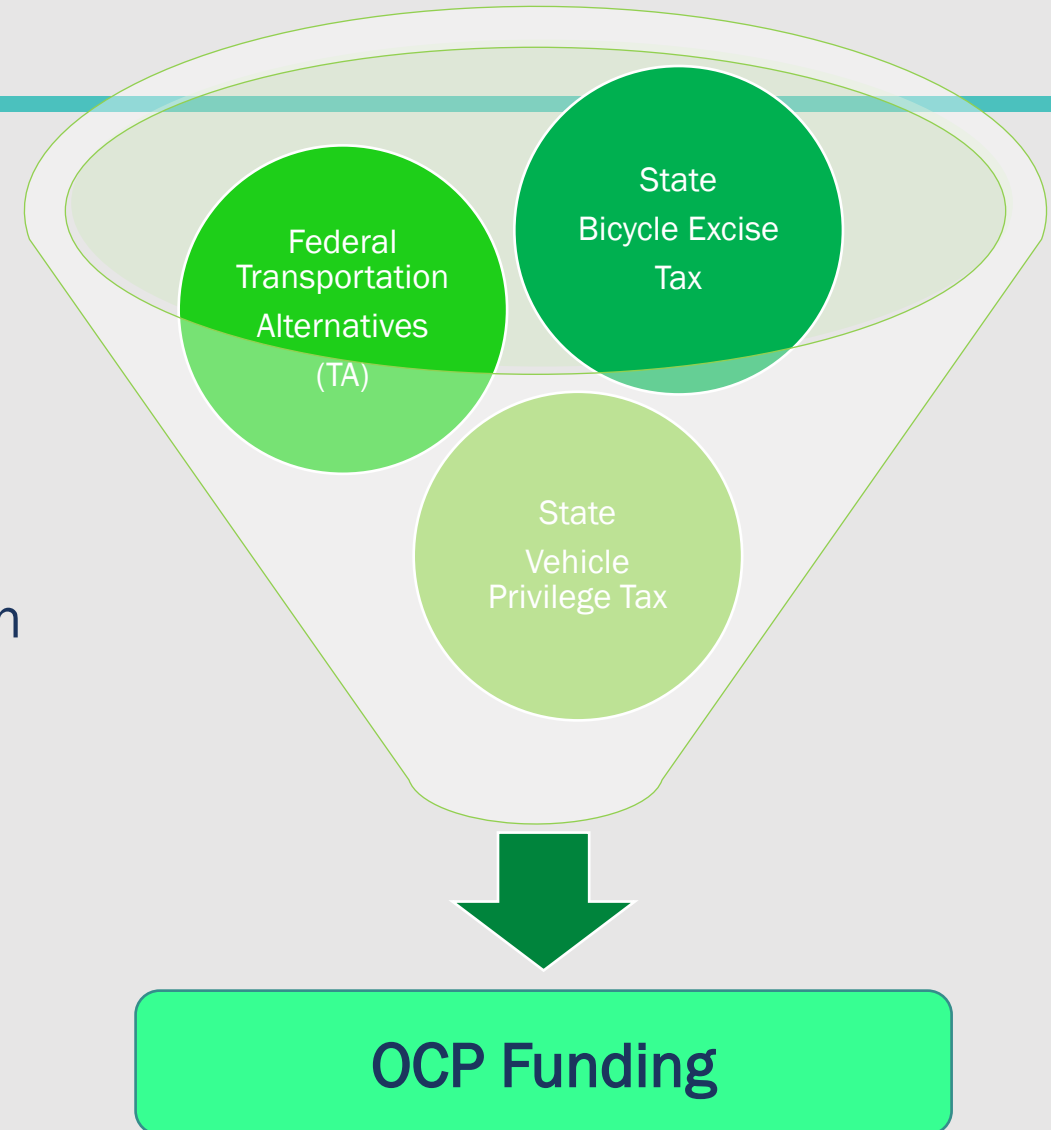 Federal
Transportation
Alternatives
(TA)
State
Bicycle Excise
Tax
State
Vehicle
Privilege Tax
n
OCP Funding